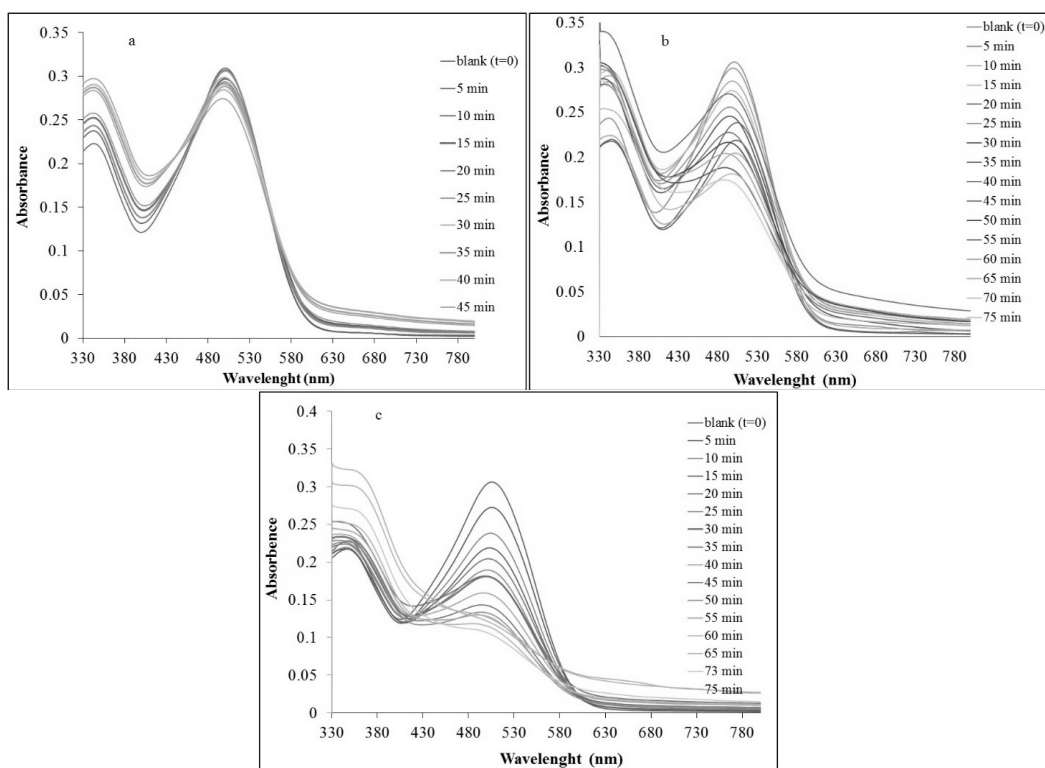 a
0.35
0.3
0.25
0.2
0.15
0.1
0.05
0
Absorbance
330 380 430 480 530 580 630 680 730 780
Wavelenght (nm)
blank (t=0)
5 min
10 min
15 min
20 min
25 min
30 min
35 min
40 min
45 min
b
0.35
0.3
0.25
0.2
0.15
0.1
0.05
0
Absorbance
330 430 490 530 580 630 730 780
Wavelenght (nm)
blank (t=0)
5 min
10 min
15 min
20 min
25 min
30 min
35 min
40 min
45 min
50 min
55 min
60 min
65 min
70 min
75 min
c
0.4
0.35
0.3
0.25
0.2
0.15
0.1
0.05
0
Absorbence
330 380 430 480 530 580 630 680 730 780
Wavelenght (nm)
blank (t=0)
5 min
10 min
15 min
20 min
25 min
30 min
35 min
40 min
45 min
50 min
55 min
60 min
65 min
73 min
75 min